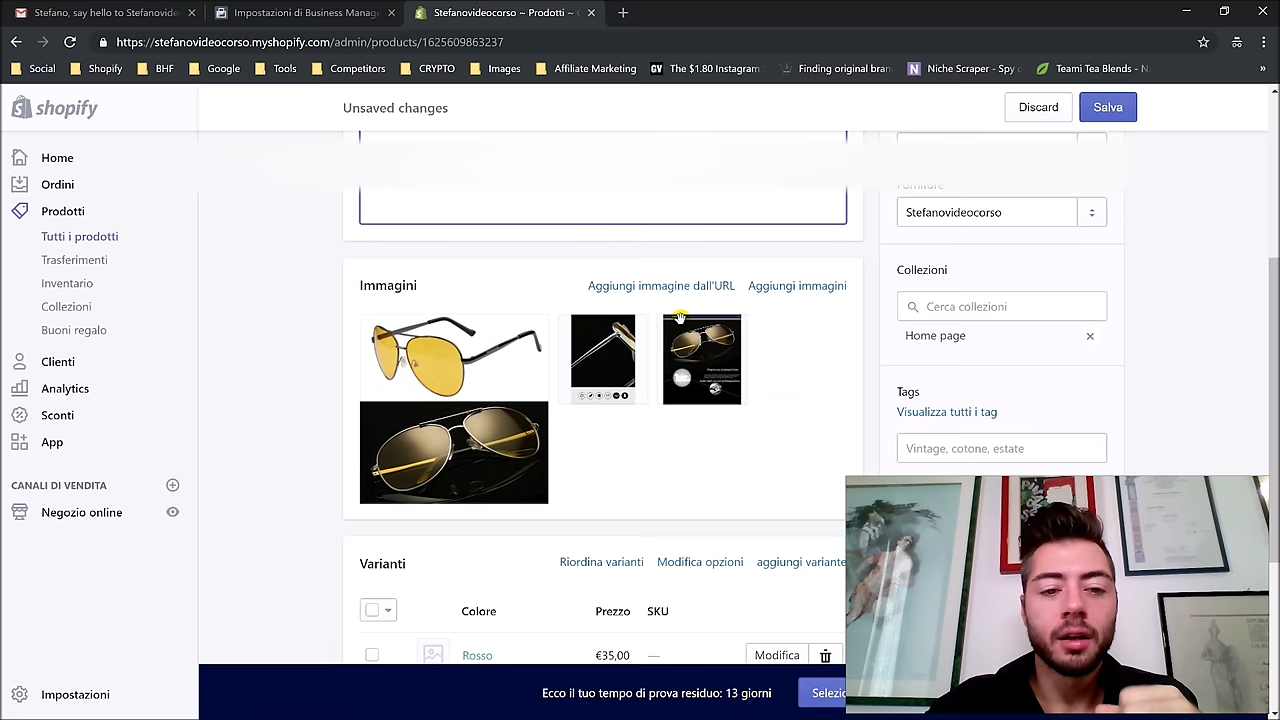 Stefano, say hello to Stefanovide
Impostazioni di Business Manag
Stefanovideocorso ~ Prodotti ~
https://stefanovideocorso.myshopify.com/admin/products/1625609863237
Social
Shopify
BHF
Google
Tools
Competitors
CRYPTO
Images
Affiliate Marketing
GV
The $1.80 Instagram
Finding original bran
N
Niche Scraper - Spy
Teami Tea Blends - N
»
shopify
Unsaved changes
Discard
Salva
Home
Ordini
Prodotti
Tutti i prodotti
Trasferimenti
Inventario
Collezioni
Buoni regalo
Clienti
Analytics
Sconti
App
CANALI DI VENDITA
Negozio online
Impostazioni
Immagini
Aggiungi immagine dall'URL
Aggiungi immagini
Varianti
Riordina varianti
Modifica opzioni
aggiungi variante
Colore
Prezzo
SKU
Rosso
€35,00
—
Modifica
Fornitore
Stefanovideocorso
Collezioni
Cerca collezioni
Home page
Tags
Visualizza tutti i tag
Vintage, cotone, estate
Ecco il tuo tempo di prova residuo: 13 giorni
Selezio